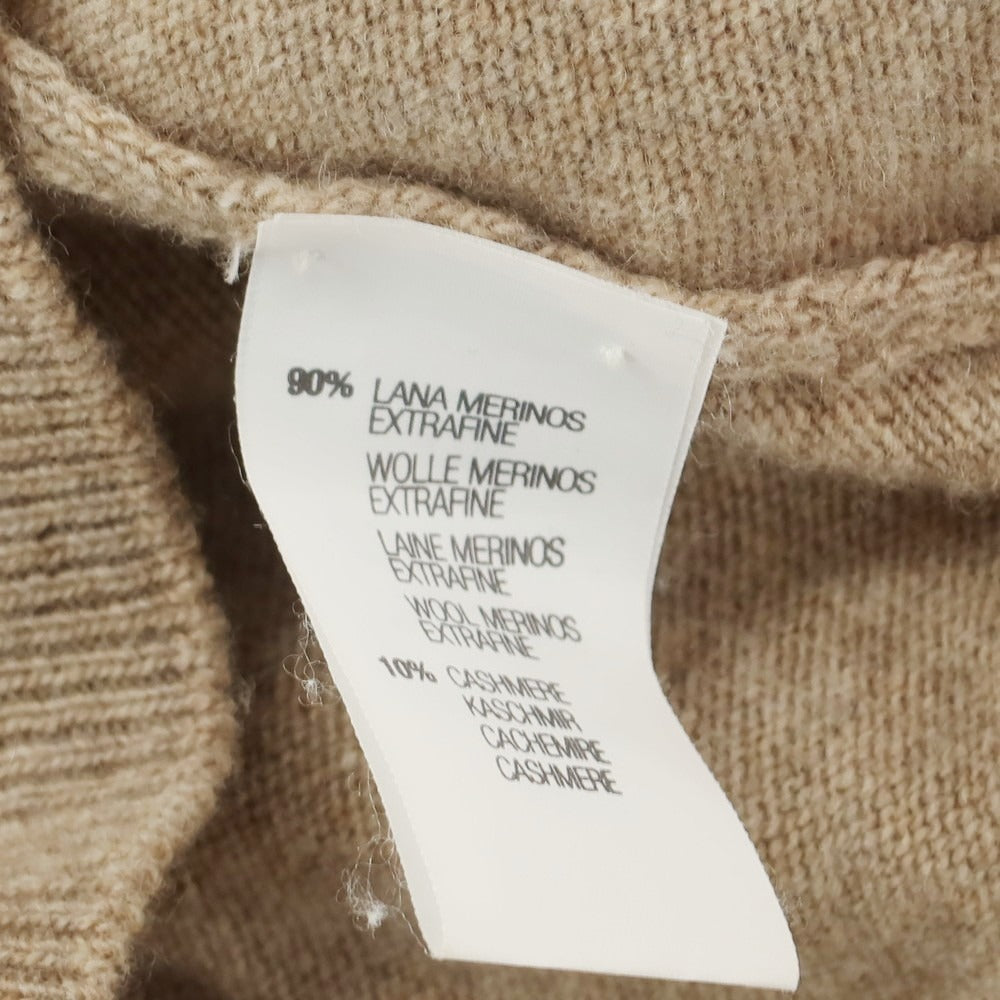 90% LANA MERINOS
EXTRAFINE
WOLLE MERINOS
EXTRAFINE
LAINE MERINOS
EXTRAFINE
WOOL MERINOS
EXTRAFINE
10% CASHMERE
KASCHMIR
CACHEMIRE
CASHMERE